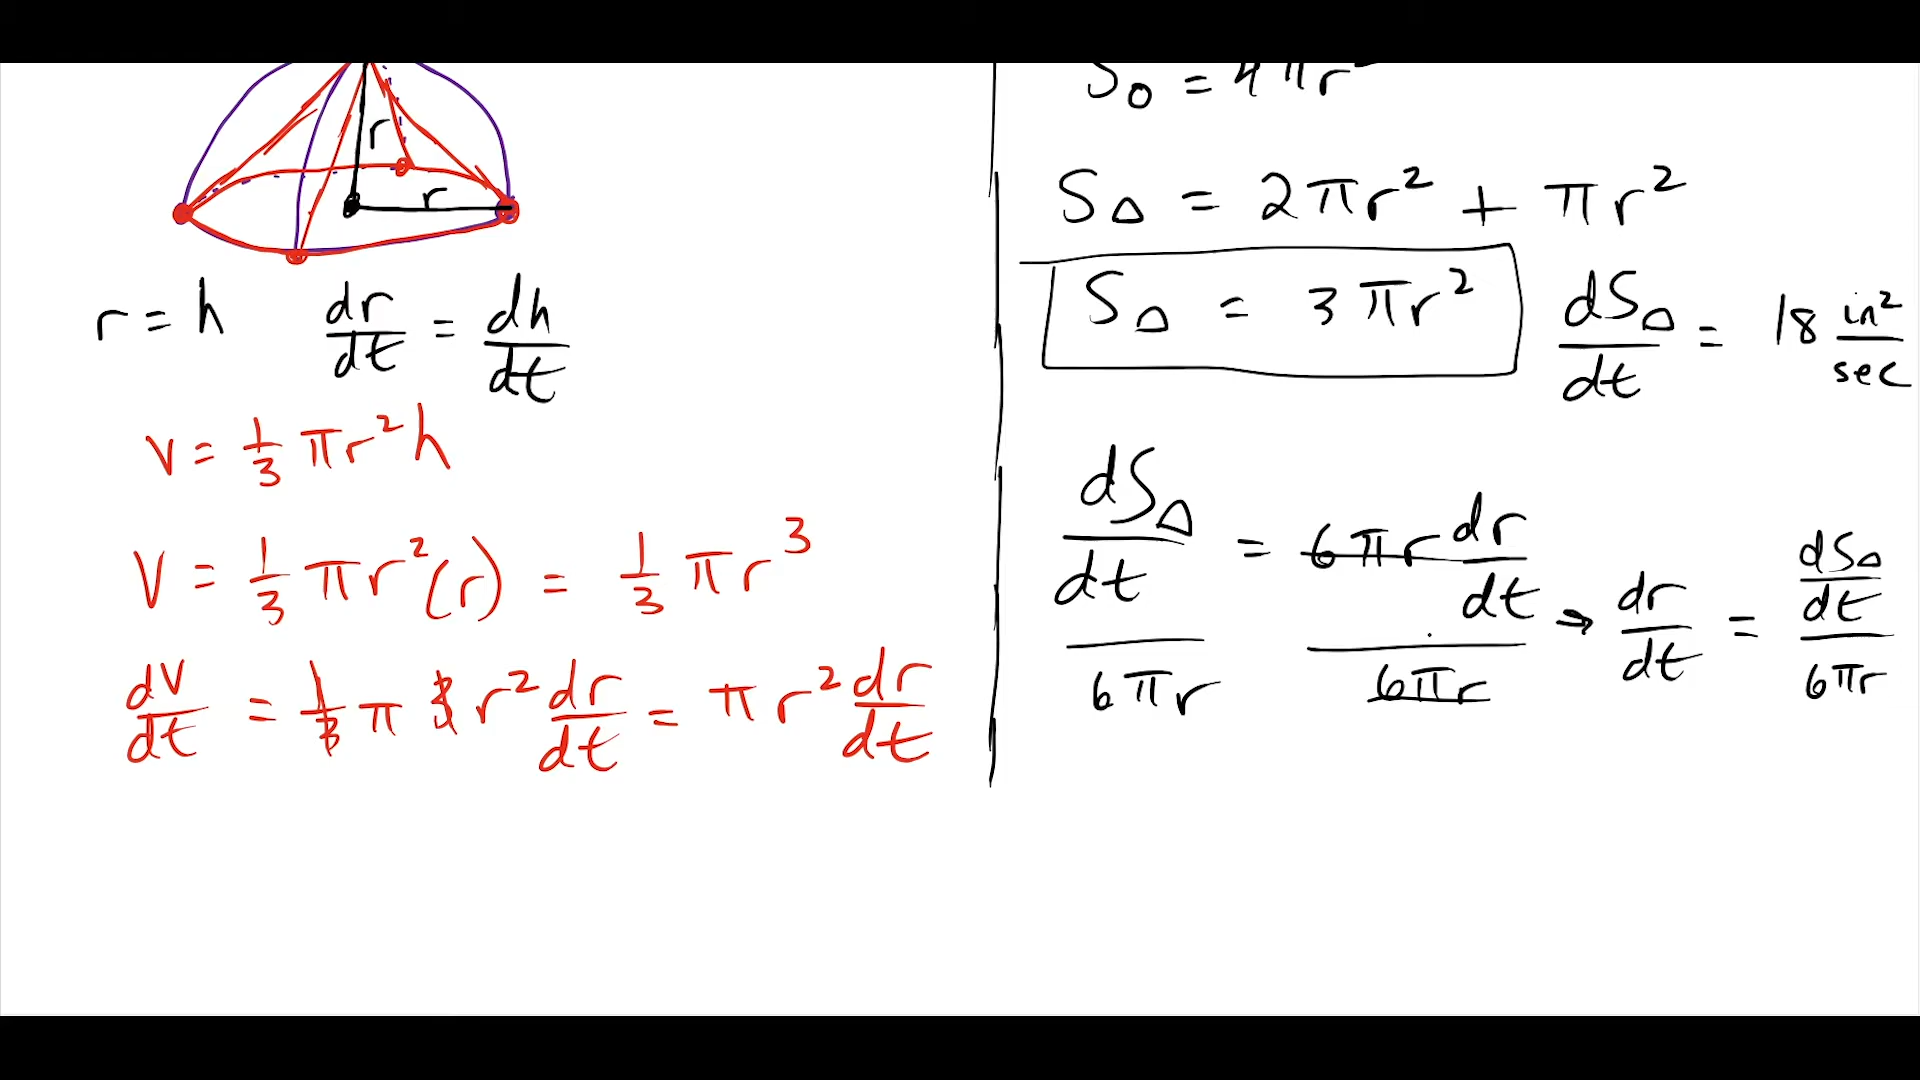 r
r
r = h dr/dt = dh/dt
V = 1/3 πr²h
V = 1/3 πr²(r) = 1/3 πr³
dV/dt = 1/3 π 3 r² dr/dt = πr² dr/dt
S○ = 4πr²
S△ = 2πr² + πr²
S△ = 3πr² dS△/dt = 18 in²/sec
dS△/dt = 6πr dr/dt → dr/dt = dS△/dt / 6πr
6πr 6πr